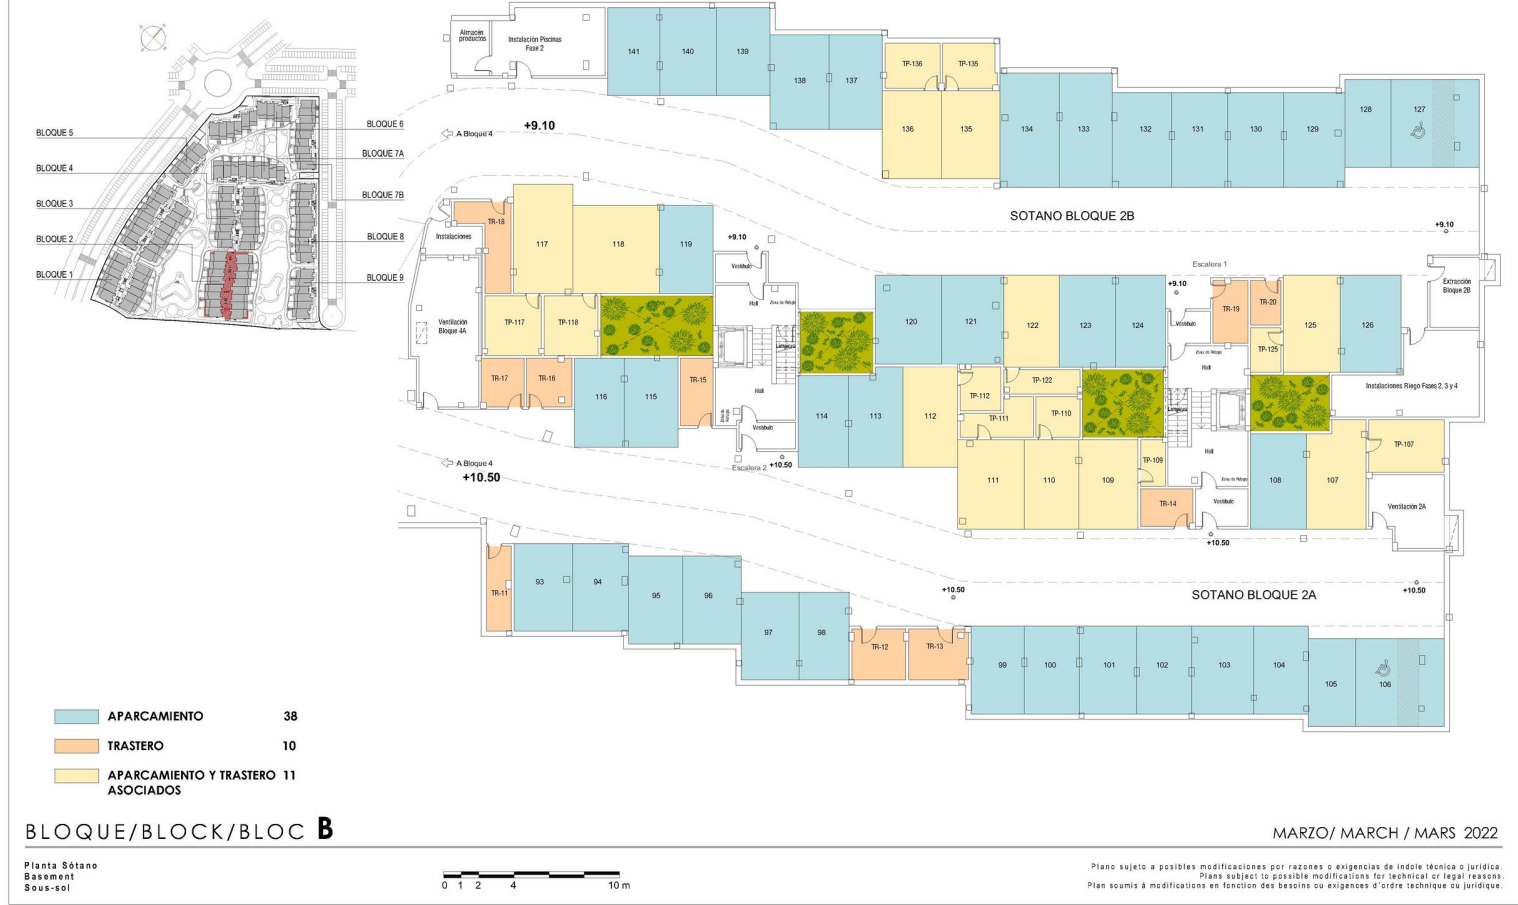 Almacén
productos
Instalación Piscinas
Fase 2
141
140
139
138
137
TP-136
TP-135
136
135
134
133
132
131
130
129
128
127
A Bloque 4
+9.10
SOTANO BLOQUE 2B
+9.10
BLOQUE 5
BLOQUE 4
BLOQUE 3
BLOQUE 2
BLOQUE 1
BLOQUE 6
BLOQUE 7A
BLOQUE 7B
BLOQUE 8
BLOQUE 9
TR-18
Instalaciones
117
118
119
+9.10
Vestíbulo
Hall
Zona de Refugio
Ventilación
Bloque 4A
TP-117
TP-118
Limpieza
TR-17
TR-16
116
115
TR-15
Hall
Zona de Refugio
Vestíbulo
Escalera 2
+10.50
120
121
122
123
124
Escalera 1
+9.10
Vestíbulo
TR-19
TR-20
TP-125
125
126
Extracción
Bloque 2B
Zona de Refugio
Hall
Instalaciones Riego Fases 2, 3 y 4
114
113
112
TP-112
TP-122
TP-111
TP-110
Limpieza
111
110
109
TP-109
TR-14
Hall
Zona de Refugio
Vestíbulo
+10.50
108
107
TP-107
Ventilación 2A
A Bloque 4
+10.50
TR-11
93
94
95
96
97
98
TR-12
TR-13
+10.50
SOTANO BLOQUE 2A
+10.50
99
100
101
102
103
104
105
106
APARCAMIENTO 38
TRASTERO 10
APARCAMIENTO Y TRASTERO 11
ASOCIADOS
BLOQUE/BLOCK/BLOC B
MARZO/ MARCH / MARS 2022
Planta Sótano
Basement
Sous-sol
0 1 2 4 10 m
Plano sujeto a posibles modificaciones por razones o exigencias de índole técnica o jurídica.
Plans subject to possible modifications for technical or legal reasons.
Plan soumis à modifications en fonction des besoins ou exigences d'ordre technique ou juridique.